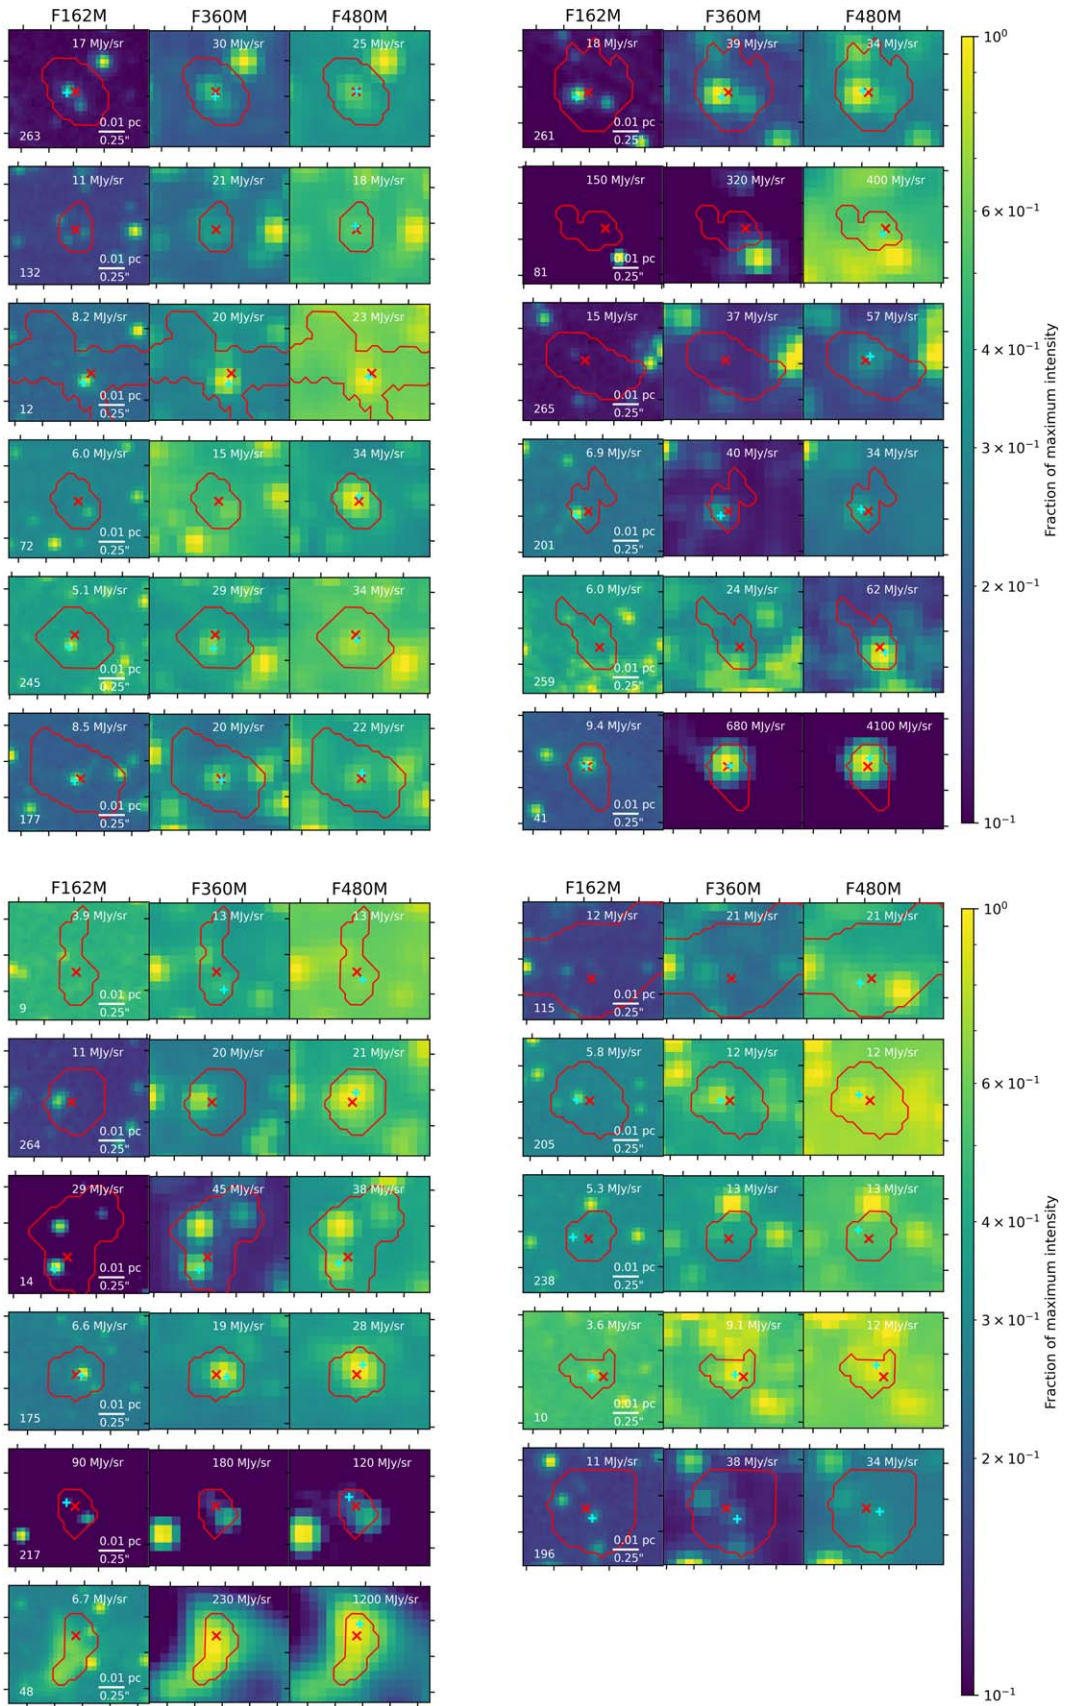 F162M F360M F480M
17 MJy/sr 30 MJy/sr 25 MJy/sr
263 0.01 pc
0.25"
11 MJy/sr 21 MJy/sr 18 MJy/sr
132 0.01 pc
0.25"
8.2 MJy/sr 20 MJy/sr 23 MJy/sr
12 0.01 pc
0.25"
6.0 MJy/sr 15 MJy/sr 34 MJy/sr
72 0.01 pc
0.25"
5.1 MJy/sr 29 MJy/sr 34 MJy/sr
245 0.01 pc
0.25"
8.5 MJy/sr 20 MJy/sr 22 MJy/sr
177 0.01 pc
0.25"
F162M F360M F480M
18 MJy/sr 39 MJy/sr 34 MJy/sr
261 0.01 pc
0.25"
150 MJy/sr 320 MJy/sr 400 MJy/sr
81 0.01 pc
0.25"
15 MJy/sr 37 MJy/sr 57 MJy/sr
265 0.01 pc
0.25"
6.9 MJy/sr 40 MJy/sr 34 MJy/sr
201 0.01 pc
0.25"
6.0 MJy/sr 24 MJy/sr 62 MJy/sr
259 0.01 pc
0.25"
9.4 MJy/sr 680 MJy/sr 4100 MJy/sr
41 0.01 pc
0.25"
10⁰
6 × 10⁻¹
4 × 10⁻¹
3 × 10⁻¹
2 × 10⁻¹
10⁻¹
Fraction of maximum intensity
F162M F360M F480M
3.9 MJy/sr 13 MJy/sr 13 MJy/sr
9 0.01 pc
0.25"
11 MJy/sr 20 MJy/sr 21 MJy/sr
264 0.01 pc
0.25"
29 MJy/sr 45 MJy/sr 38 MJy/sr
14 0.01 pc
0.25"
6.6 MJy/sr 19 MJy/sr 28 MJy/sr
175 0.01 pc
0.25"
90 MJy/sr 180 MJy/sr 120 MJy/sr
217 0.01 pc
0.25"
6.7 MJy/sr 230 MJy/sr 1200 MJy/sr
48 0.01 pc
0.25"
F162M F360M F480M
12 MJy/sr 21 MJy/sr 21 MJy/sr
115 0.01 pc
0.25"
5.8 MJy/sr 12 MJy/sr 12 MJy/sr
205 0.01 pc
0.25"
5.3 MJy/sr 13 MJy/sr 13 MJy/sr
238 0.01 pc
0.25"
3.6 MJy/sr 9.1 MJy/sr 12 MJy/sr
10 0.01 pc
0.25"
11 MJy/sr 38 MJy/sr 34 MJy/sr
196 0.01 pc
0.25"
10⁰
6 × 10⁻¹
4 × 10⁻¹
3 × 10⁻¹
2 × 10⁻¹
10⁻¹
Fraction of maximum intensity